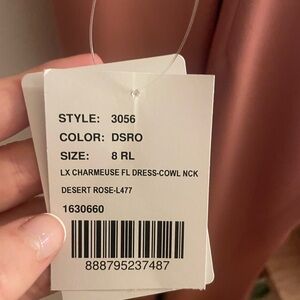 STYLE: 3056
COLOR: DSRO
SIZE: 8 RL
LX CHARMEUSE FL DRESS-COWL NCK
DESERT ROSE-L477
1630660
888795237487